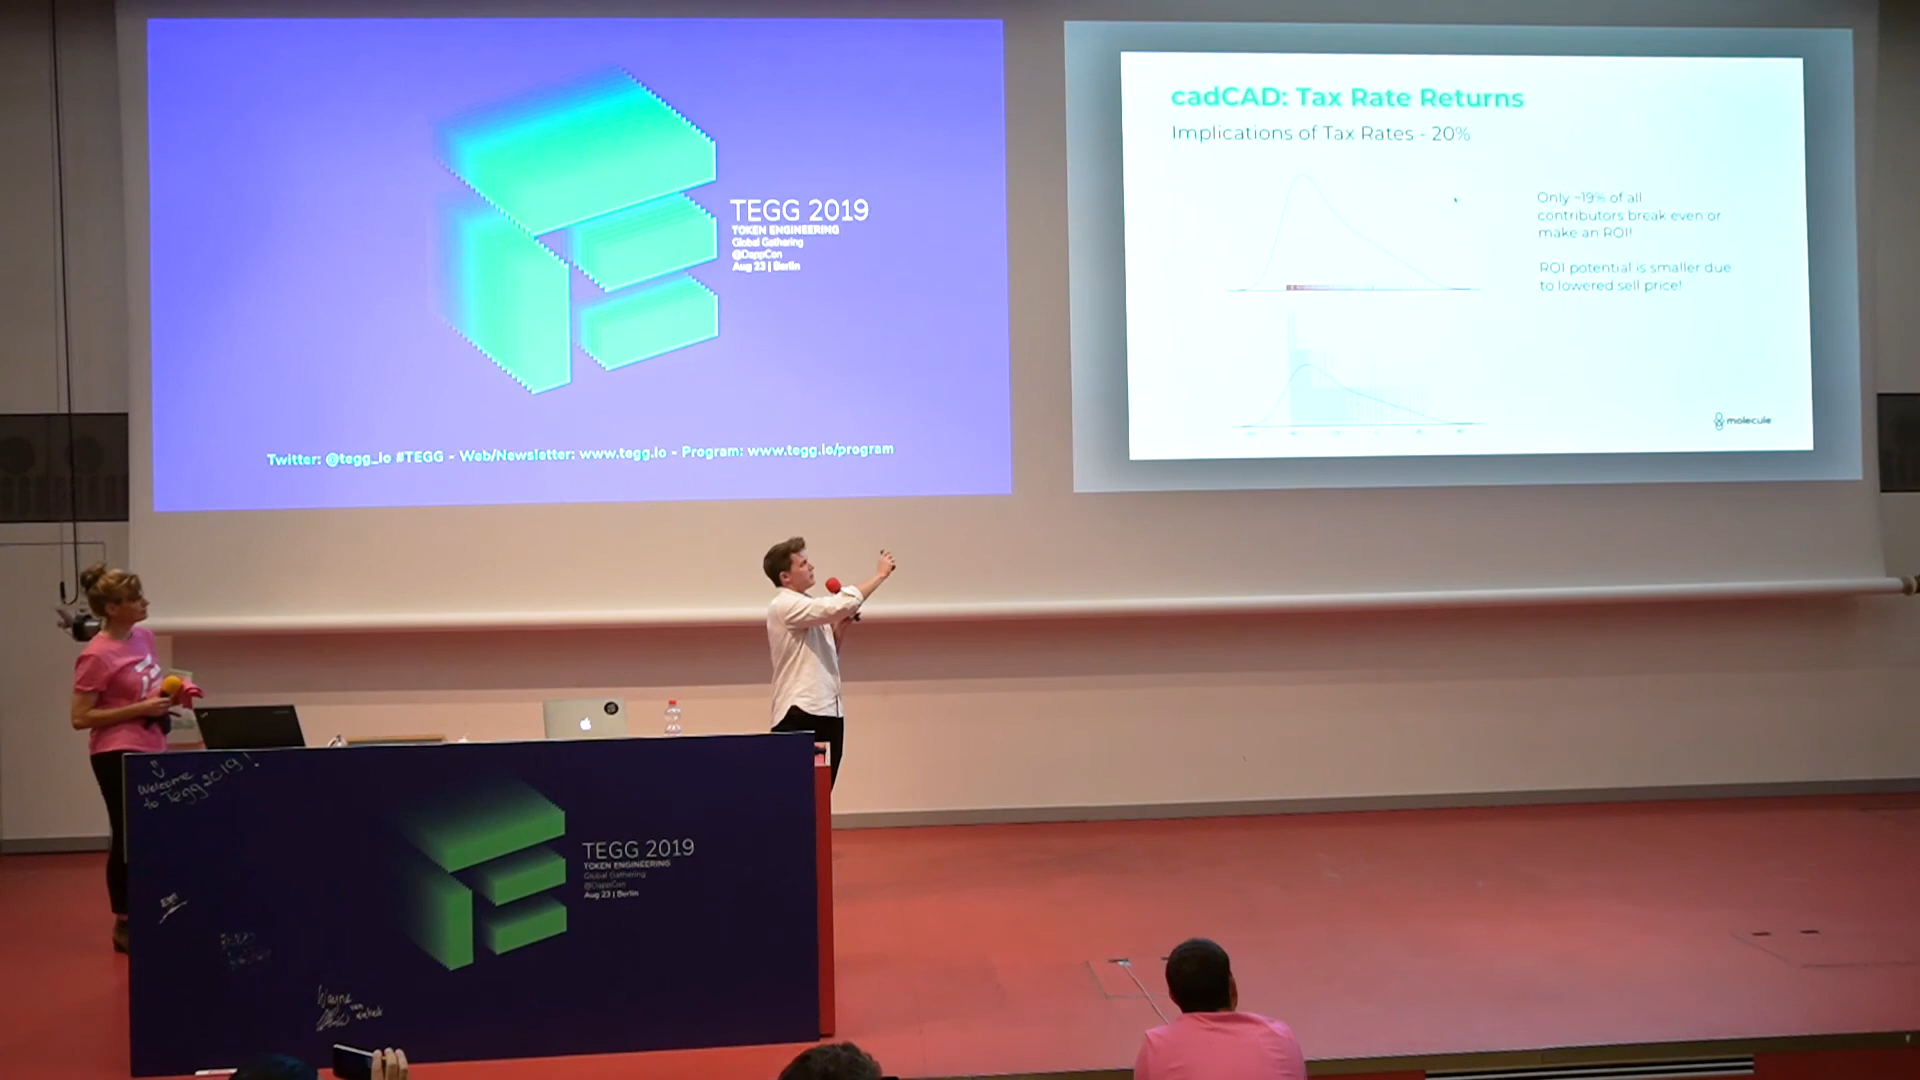 TEGG 2019
TOKEN ENGINEERING
Global Gathering
@DappCon
Aug 23 | Berlin
Twitter: @tegg_io #TEGG - Web/Newsletter: www.tegg.io - Program: www.tegg.io/program
cadCAD: Tax Rate Returns
Implications of Tax Rates - 20%
Only ~19% of all
contributors break even or
make an ROI!
ROI potential is smaller due
to lowered sell price!
molecule
Welcome
to Tegg 2019!
TEGG 2019
TOKEN ENGINEERING
Global Gathering
@DappCon
Aug 23 | Berlin
Wayne